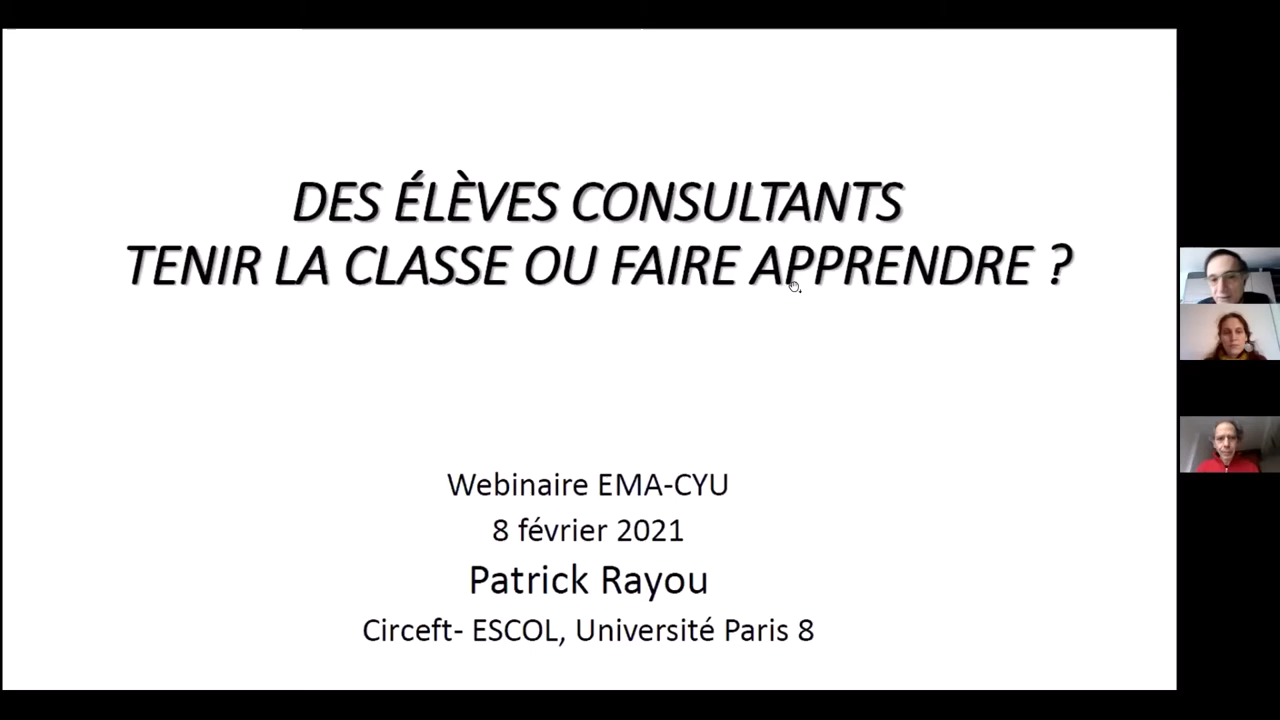 DES ÉLÈVES CONSULTANTS
TENIR LA CLASSE OU FAIRE APPRENDRE ?
Webinaire EMA-CYU
8 février 2021
Patrick Rayou
Circeft- ESCOL, Université Paris 8